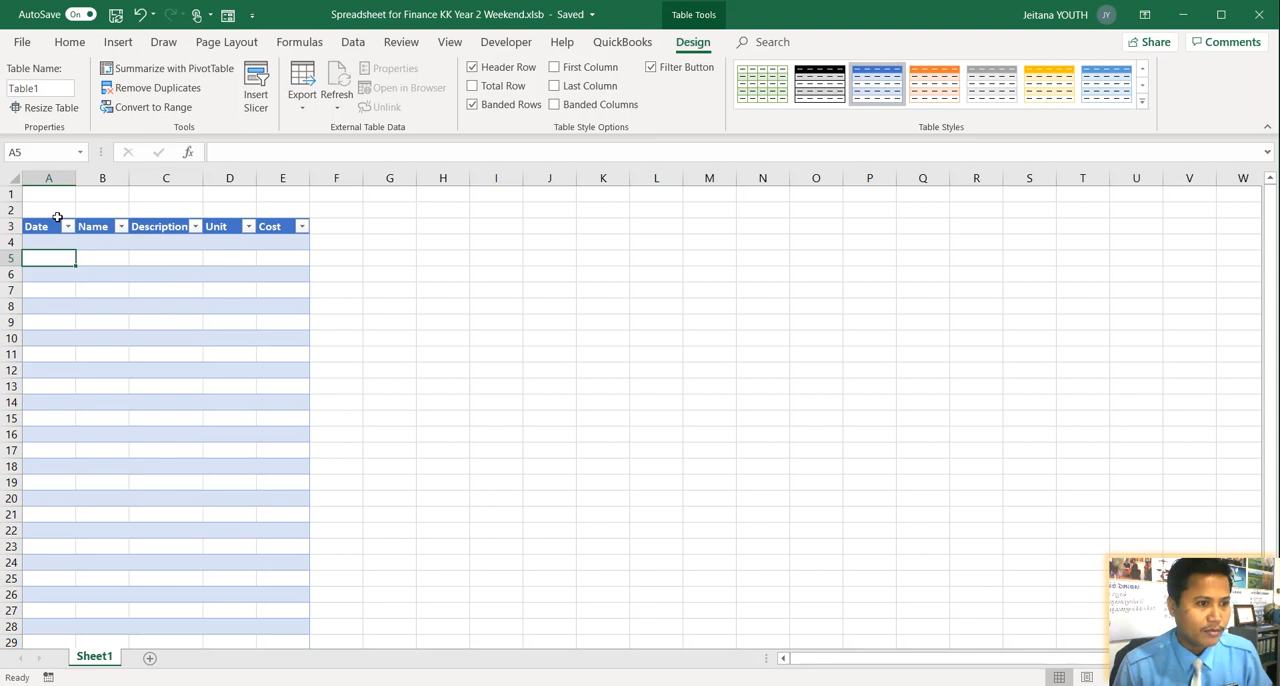 AutoSave On
Spreadsheet for Finance KK Year 2 Weekend.xlsb - Saved
Table Tools
Jeitana YOUTH JY
File Home Insert Draw Page Layout Formulas Data Review View Developer Help QuickBooks Design Search Share Comments
Table Name:
Table1
Resize Table
Properties
Summarize with PivotTable
Remove Duplicates
Convert to Range
Insert
Slicer
Tools
Export
Refresh
Properties
Open in Browser
Unlink
External Table Data
Header Row First Column Filter Button
Total Row Last Column
Banded Rows Banded Columns
Table Style Options
Table Styles
A5 fx
A B C D E F G H I J K L M N O P Q R S T U V W
1
2
3 Date Name Description Unit Cost
4
5
6
7
8
9
10
11
12
13
14
15
16
17
18
19
20
21
22
23
24
25
26
27
28
29
Sheet1
Ready